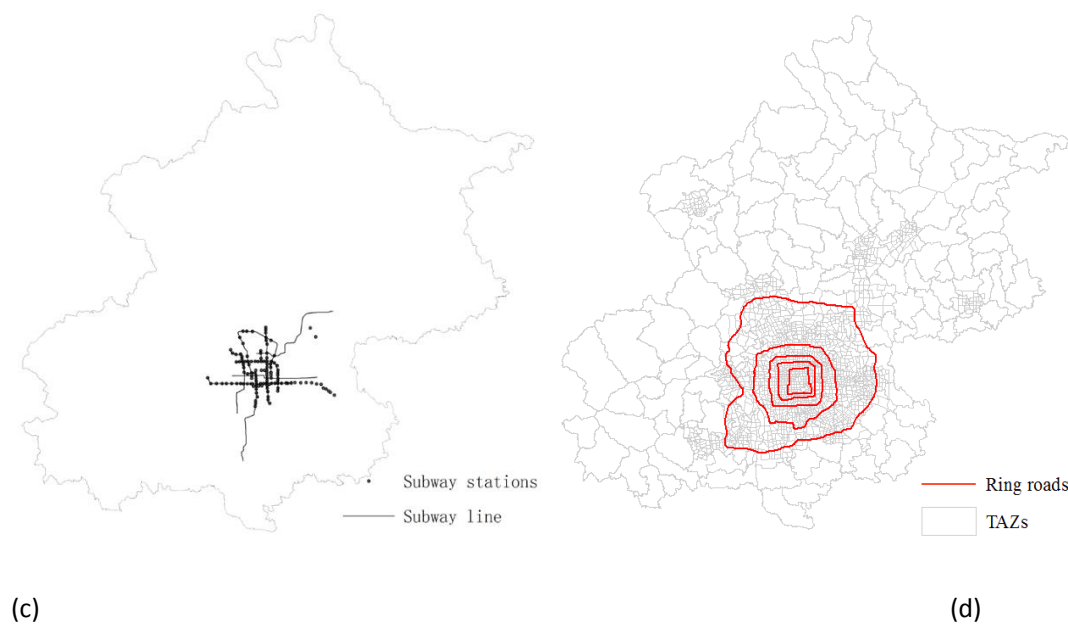 Subway stations
Subway line
Ring roads
TAZs
(c)
(d)